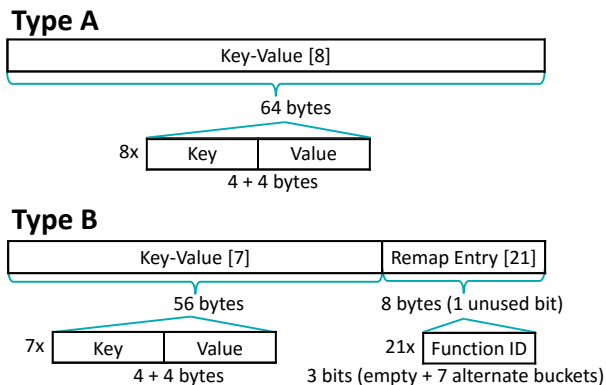 Type A
Key-Value [8]
64 bytes
8x Key Value
4 + 4 bytes
Type B
Key-Value [7] Remap Entry [21]
56 bytes 8 bytes (1 unused bit)
7x Key Value 21x Function ID
4 + 4 bytes 3 bits (empty + 7 alternate buckets)